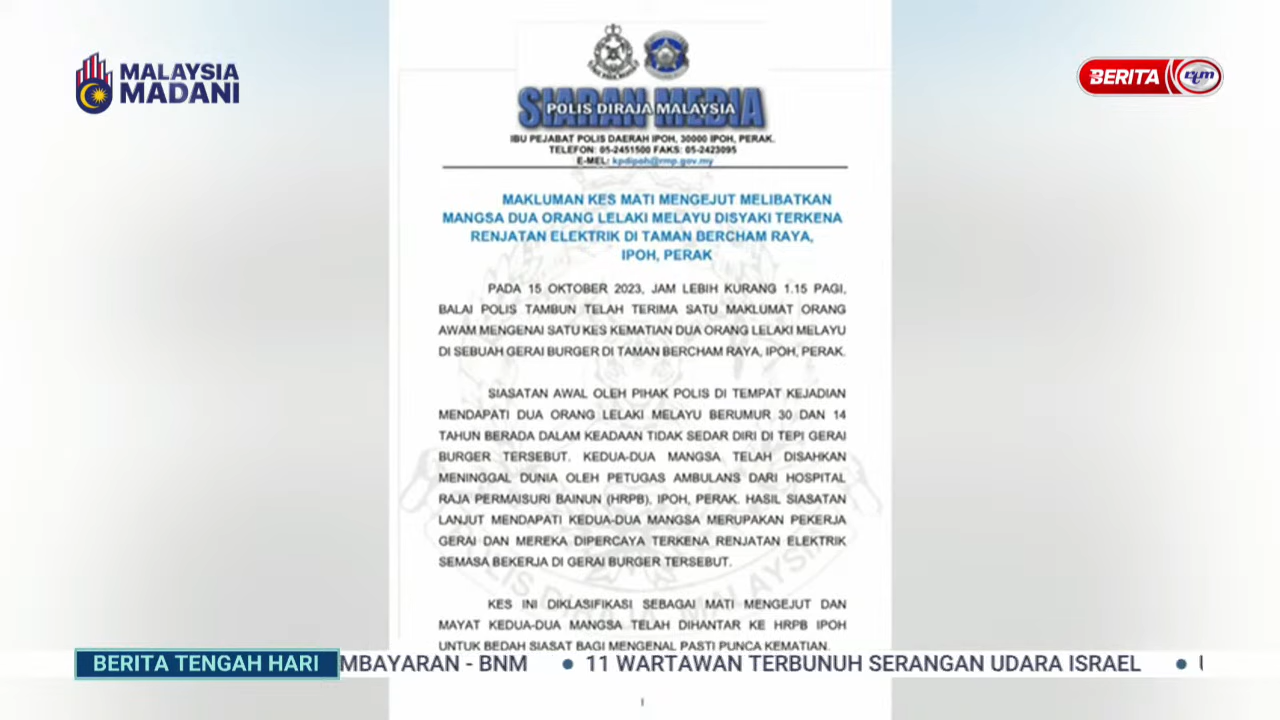 MALAYSIA
MADANI
BERITA rtm
SIARAN MEDIA
POLIS DIRAJA MALAYSIA
IBU PEJABAT POLIS DAERAH IPOH, 30000 IPOH, PERAK.
TELEFON: 05-2451500 FAKS: 05-2423095
E-MEL: kpdipoh@rmp.gov.my
MAKLUMAN KES MATI MENGEJUT MELIBATKAN
MANGSA DUA ORANG LELAKI MELAYU DISYAKI TERKENA
RENJATAN ELEKTRIK DI TAMAN BERCHAM RAYA,
IPOH, PERAK
PADA 15 OKTOBER 2023, JAM LEBIH KURANG 1.15 PAGI,
BALAI POLIS TAMBUN TELAH TERIMA SATU MAKLUMAT ORANG
AWAM MENGENAI SATU KES KEMATIAN DUA ORANG LELAKI MELAYU
DI SEBUAH GERAI BURGER DI TAMAN BERCHAM RAYA, IPOH, PERAK.
SIASATAN AWAL OLEH PIHAK POLIS DI TEMPAT KEJADIAN
MENDAPATI DUA ORANG LELAKI MELAYU BERUMUR 30 DAN 14
TAHUN BERADA DALAM KEADAAN TIDAK SEDAR DIRI DI TEPI GERAI
BURGER TERSEBUT. KEDUA-DUA MANGSA TELAH DISAHKAN
MENINGGAL DUNIA OLEH PETUGAS AMBULANS DARI HOSPITAL
RAJA PERMAISURI BAINUN (HRPB), IPOH, PERAK. HASIL SIASATAN
LANJUT MENDAPATI KEDUA-DUA MANGSA MERUPAKAN PEKERJA
GERAI DAN MEREKA DIPERCAYA TERKENA RENJATAN ELEKTRIK
SEMASA BEKERJA DI GERAI BURGER TERSEBUT.
KES INI DIKLASIFIKASI SEBAGAI MATI MENGEJUT DAN
MAYAT KEDUA-DUA MANGSA TELAH DIHANTAR KE HRPB IPOH
UNTUK BEDAH SIASAT BAGI MENGENAL PASTI PUNCA KEMATIAN.
POLIS DIRAJA MALAYSIA
BERITA TENGAH HARI MBAYARAN - BNM • 11 WARTAWAN TERBUNUH SERANGAN UDARA ISRAEL •